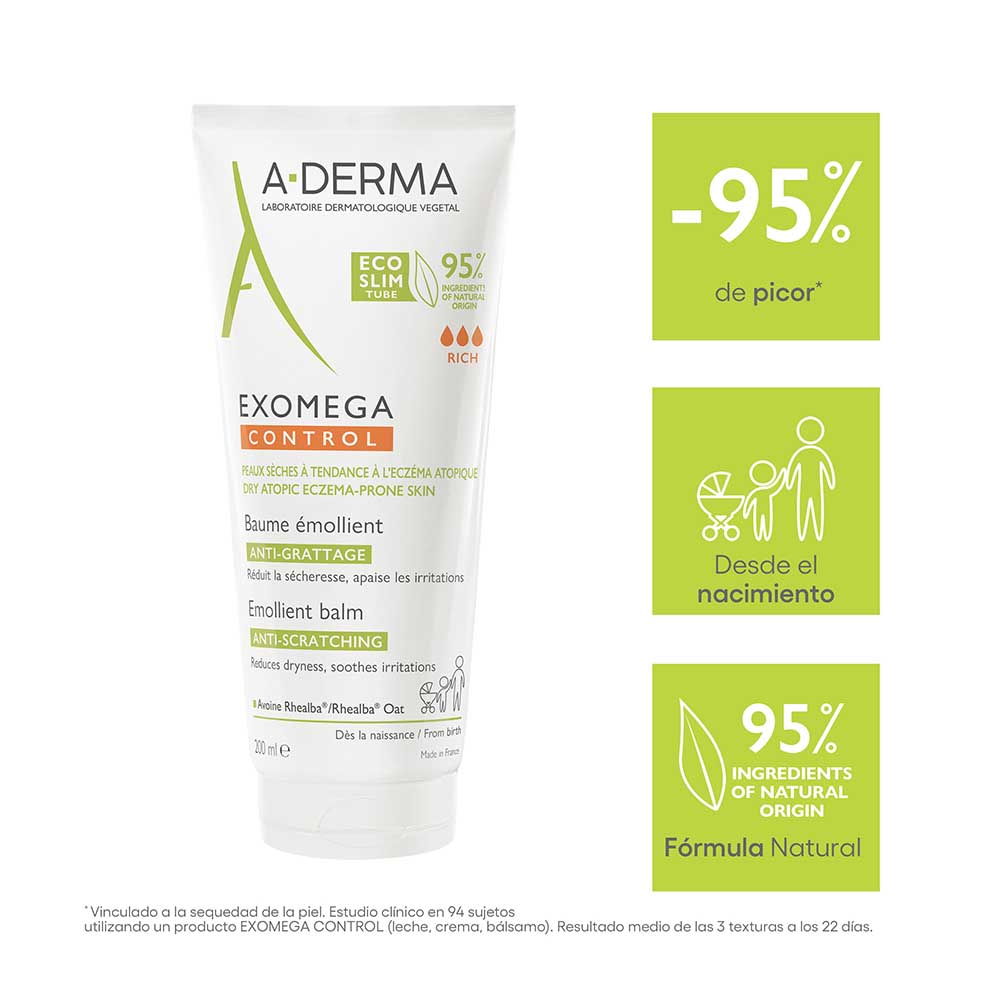 A-DERMA
LABORATOIRE DERMATOLOGIQUE VEGETAL
ECO
SLIM
TUBE
95%
INGREDIENTS
OF NATURAL
ORIGIN
RICH
EXOMEGA
CONTROL
PEAUX SÈCHES À TENDANCE À L'ECZÉMA ATOPIQUE
DRY ATOPIC ECZEMA-PRONE SKIN
Baume émollient
ANTI-GRATTAGE
Réduit la sécheresse, apaise les irritations
Emollient balm
ANTI-SCRATCHING
Reduces dryness, soothes irritations
Avoine Rhealba®/Rhealba® Oat
Dès la naissance / From birth
200 ml e
Made in France
-95%
de picor*
Desde el
nacimiento
95%
INGREDIENTS
OF NATURAL
ORIGIN
Fórmula Natural
*Vinculado a la sequedad de la piel. Estudio clínico en 94 sujetos
utilizando un producto EXOMEGA CONTROL (leche, crema, bálsamo). Resultado medio de las 3 texturas a los 22 días.